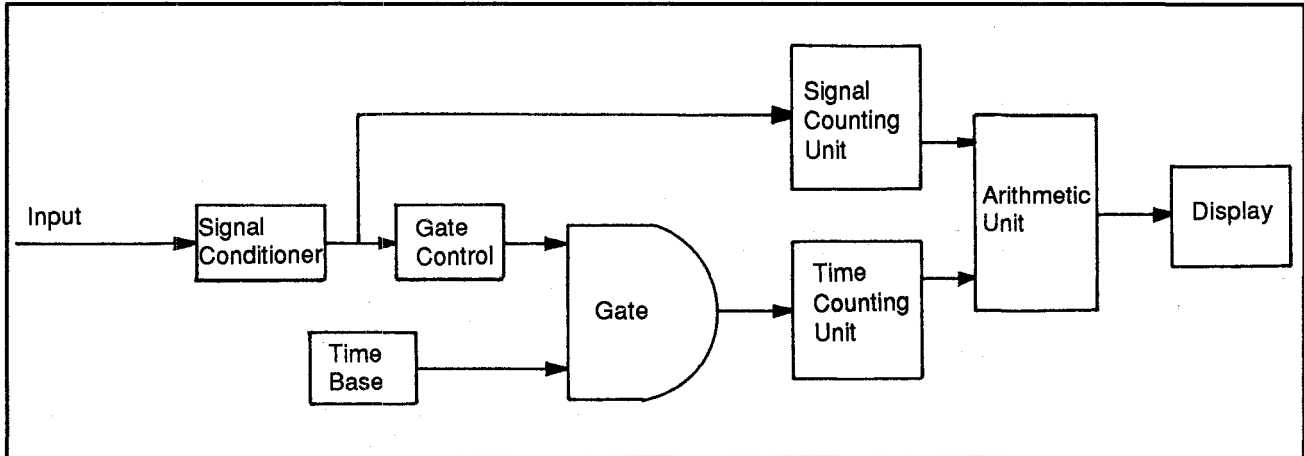 Signal
Counting
Unit
Input
Signal
Conditioner
Gate
Control
Gate
Time
Base
Time
Counting
Unit
Arithmetic
Unit
Display